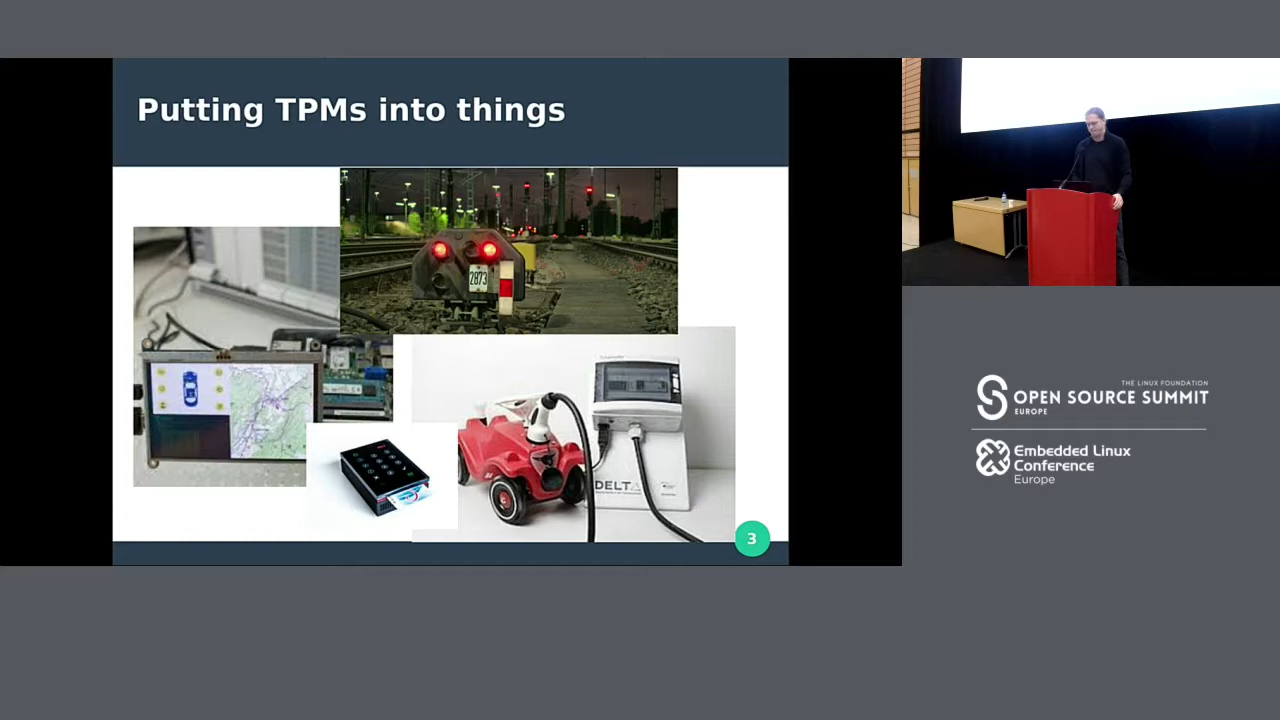 Putting TPMs into things
2873
DELTA
3
THE LINUX FOUNDATION
OPEN SOURCE SUMMIT
EUROPE
Embedded Linux
Conference
Europe